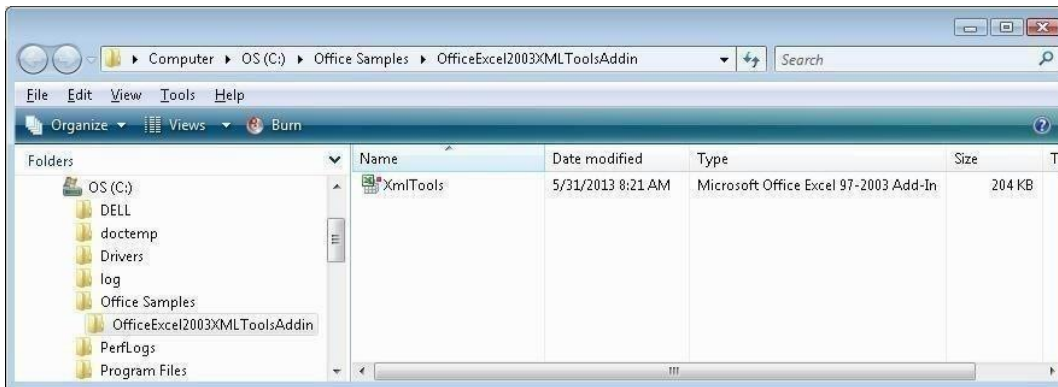 Computer ▸ OS (C:) ▸ Office Samples ▸ OfficeExcel2003XMLToolsAddin
Search
File Edit View Tools Help
Organize Views Burn
Folders
Name Date modified Type Size T
OS (C:)
DELL
doctemp
Drivers
log
Office Samples
OfficeExcel2003XMLToolsAddin
PerfLogs
Program Files
XmlTools 5/31/2013 8:21 AM Microsoft Office Excel 97-2003 Add-In 204 KB